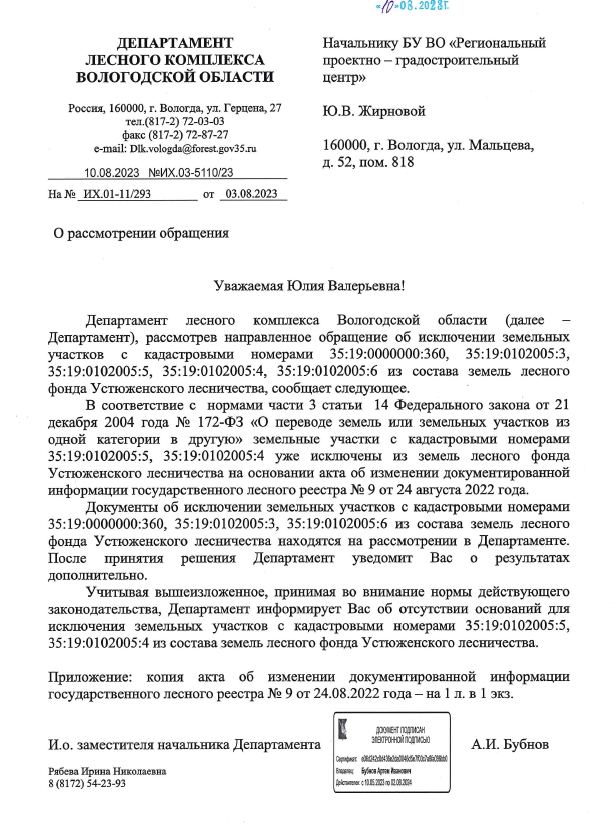 «10» 08.2023г.
ДЕПАРТАМЕНТ
ЛЕСНОГО КОМПЛЕКСА
ВОЛОГОДСКОЙ ОБЛАСТИ
Россия, 160000, г. Вологда, ул. Герцена, 27
тел.(817-2) 72-03-03
факс (817-2) 72-87-27
e-mail: Dlk.vologda@forest.gov35.ru
10.08.2023 №ИХ.03-5110/23
На № ИХ.01-11/293 от 03.08.2023
Начальнику БУ ВО «Региональный
проектно – градостроительный
центр»
Ю.В. Жирновой
160000, г. Вологда, ул. Мальцева,
д. 52, пом. 818
О рассмотрении обращения
Уважаемая Юлия Валерьевна!
Департамент лесного комплекса Вологодской области (далее –
Департамент), рассмотрев направленное обращение об исключении земельных
участков с кадастровыми номерами 35:19:0000000:360, 35:19:0102005:3,
35:19:0102005:5, 35:19:0102005:4, 35:19:0102005:6 из состава земель лесного
фонда Устюженского лесничества, сообщает следующее.
В соответствие с нормами части 3 статьи 14 Федерального закона от 21
декабря 2004 года № 172-ФЗ «О переводе земель или земельных участков из
одной категории в другую» земельные участки с кадастровыми номерами
35:19:0102005:5, 35:19:0102005:4 уже исключены из земель лесного фонда
Устюженского лесничества на основании акта об изменении документированной
информации государственного лесного реестра № 9 от 24 августа 2022 года.
Документы об исключении земельных участков с кадастровыми номерами
35:19:0000000:360, 35:19:0102005:3, 35:19:0102005:6 из состава земель лесного
фонда Устюженского лесничества находятся на рассмотрении в Департаменте.
После принятия решения Департамент уведомит Вас о результатах
дополнительно.
Учитывая вышеизложенное, принимая во внимание нормы действующего
законодательства, Департамент информирует Вас об отсутствии оснований для
исключения земельных участков с кадастровыми номерами 35:19:0102005:5,
35:19:0102005:4 из состава земель лесного фонда Устюженского лесничества.
Приложение: копия акта об изменении документированной информации
государственного лесного реестра № 9 от 24.08.2022 года – на 1 л. в 1 экз.
И.о. заместителя начальника Департамента
ДОКУМЕНТ ПОДПИСАН
ЭЛЕКТРОННОЙ ПОДПИСЬЮ
Сертификат:
Владелец: Бубнов Артем Иванович
Действителен: с 10.05.2023 по 02.08.2024
А.И. Бубнов
Рябева Ирина Николаевна
8 (8172) 54-23-93